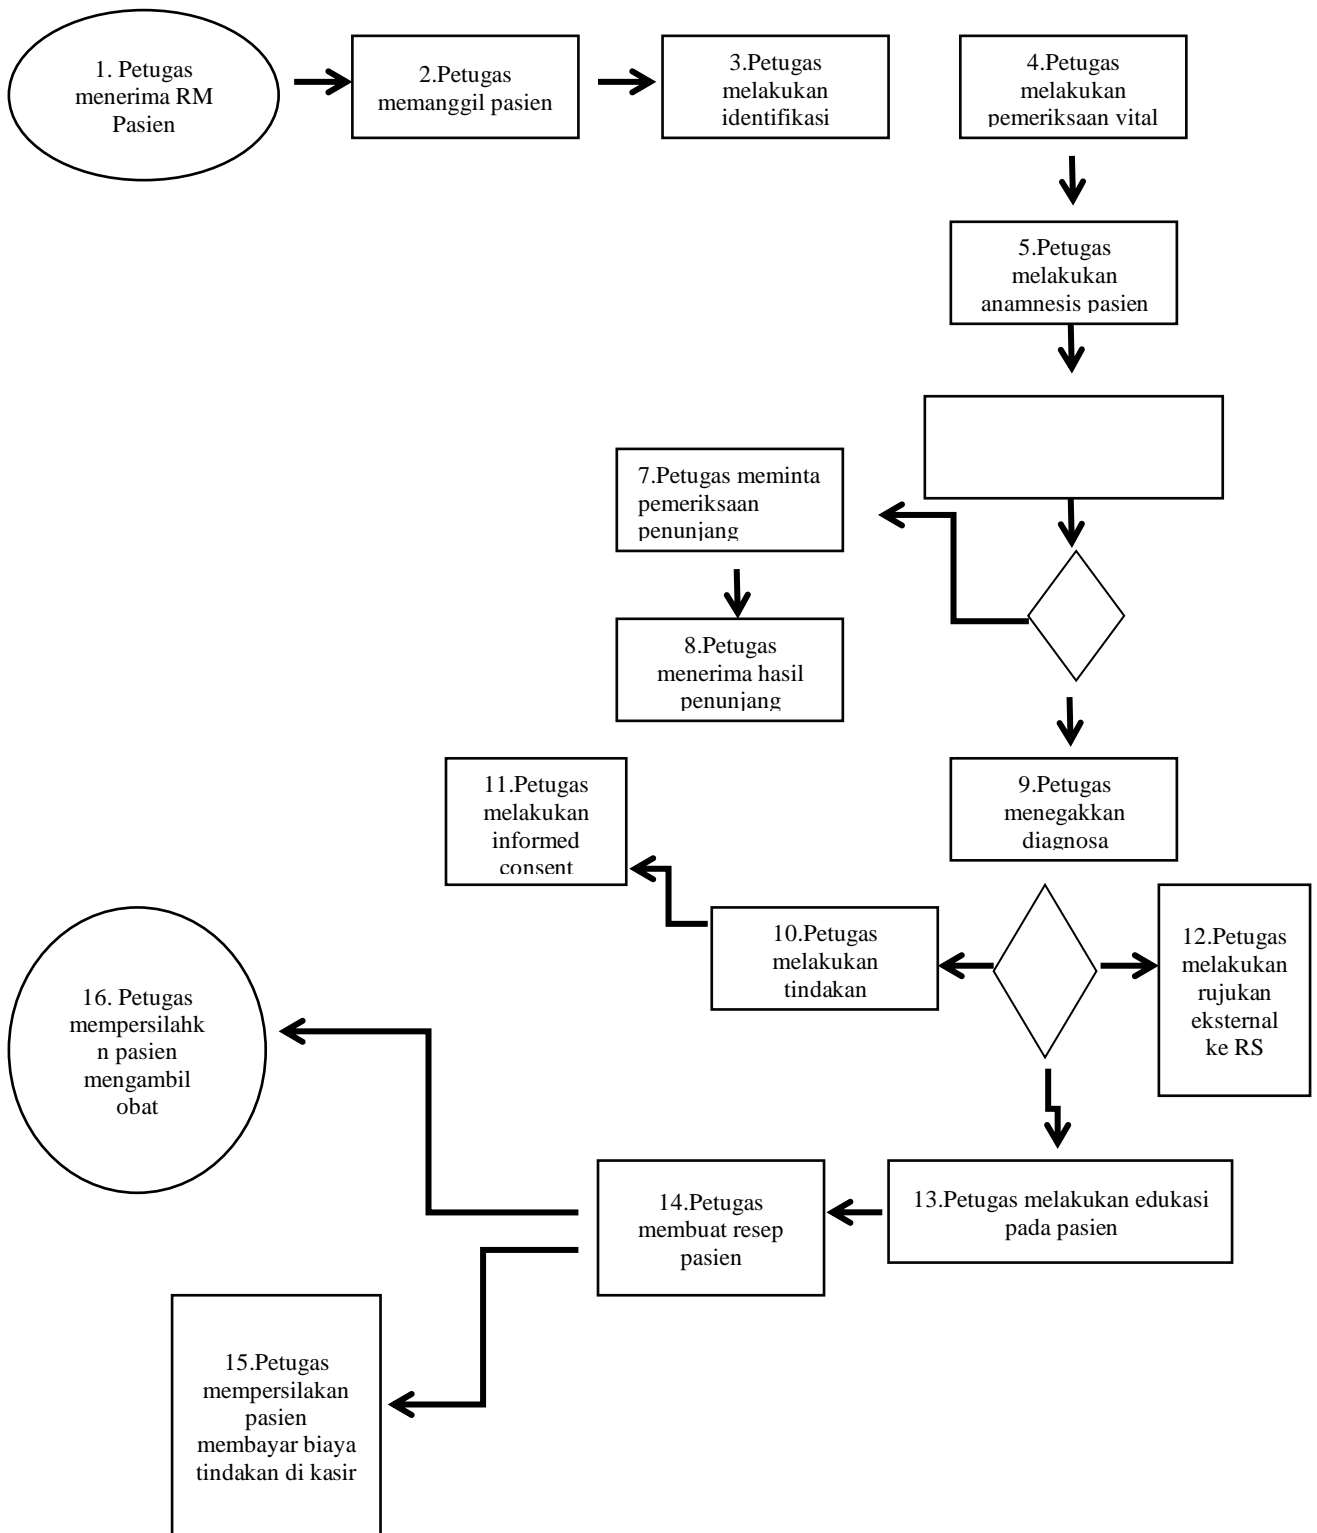 1. Petugas
menerima RM
Pasien
2.Petugas
memanggil pasien
3.Petugas
melakukan
identifikasi
4.Petugas
melakukan
pemeriksaan vital
5.Petugas
melakukan
anamnesis pasien
7.Petugas meminta
pemeriksaan
penunjang
8.Petugas
menerima hasil
penunjang
9.Petugas
menegakkan
diagnosa
11.Petugas
melakukan
informed
consent
10.Petugas
melakukan
tindakan
12.Petugas
melakukan
rujukan
eksternal
ke RS
16. Petugas
mempersilahk
n pasien
mengambil
obat
13.Petugas melakukan edukasi
pada pasien
14.Petugas
membuat resep
pasien
15.Petugas
mempersilakan
pasien
membayar biaya
tindakan di kasir